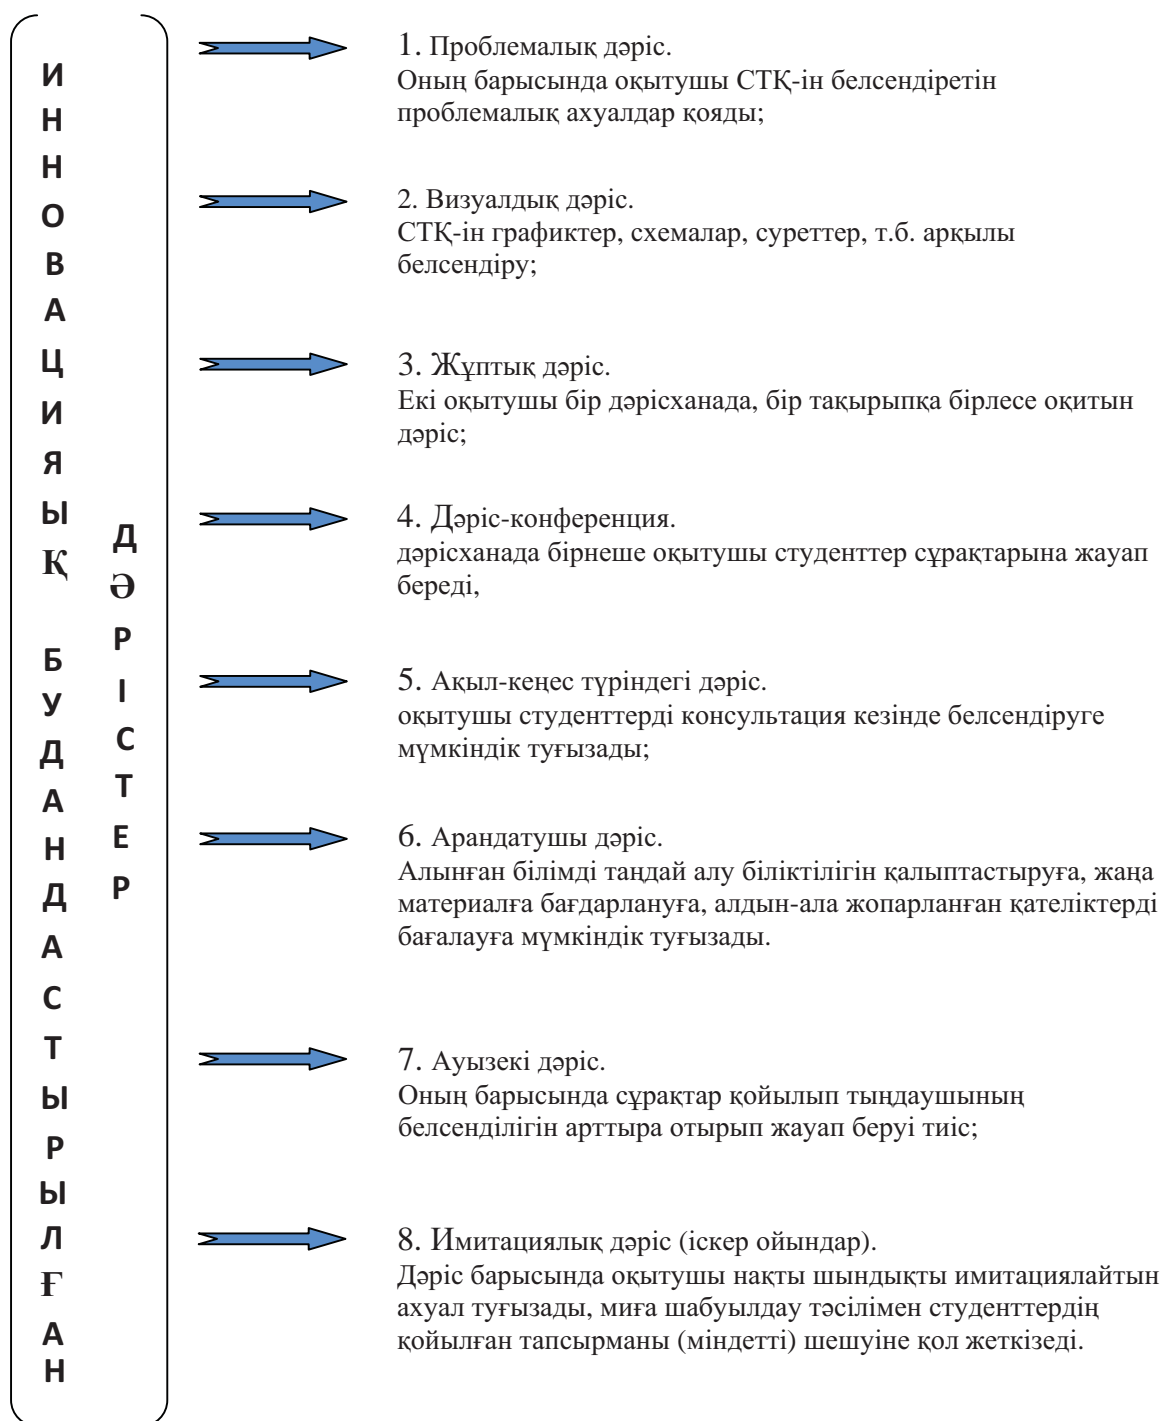 ИННОВАЦИЯЫҚ БУДАНДАСТЫРЫЛҒАН
ДӘРІСТЕР
1. Проблемалық дәріс.
Оның барысында оқытушы СТҚ-ін белсендіретін
проблемалық ахуалдар қояды;
2. Визуалдық дәріс.
СТҚ-ін графиктер, схемалар, суреттер, т.б. арқылы
белсендіру;
3. Жұптық дәріс.
Екі оқытушы бір дәрісханада, бір тақырыпқа бірлесе оқитын
дәріс;
4. Дәріс-конференция.
дәрісханада бірнеше оқытушы студенттер сұрақтарына жауап
береді,
5. Ақыл-кеңес түріндегі дәріс.
оқытушы студенттерді консультация кезінде белсендіруге
мүмкіндік туғызады;
6. Арандатушы дәріс.
Алынған білімді таңдай алу біліктілігін қалыптастыруға, жаңа
материалға бағдарлануға, алдын-ала жопарланған қателіктерді
бағалауға мүмкіндік туғызады.
7. Ауызекі дәріс.
Оның барысында сұрақтар қойылып тыңдаушының
белсенділігін арттыра отырып жауап беруі тиіс;
8. Имитациялық дәріс (іскер ойындар).
Дәріс барысында оқытушы нақты шындықты имитациялайтын
ахуал туғызады, миға шабуылдау тәсілімен студенттердің
қойылған тапсырманы (міндетті) шешуіне қол жеткізеді.